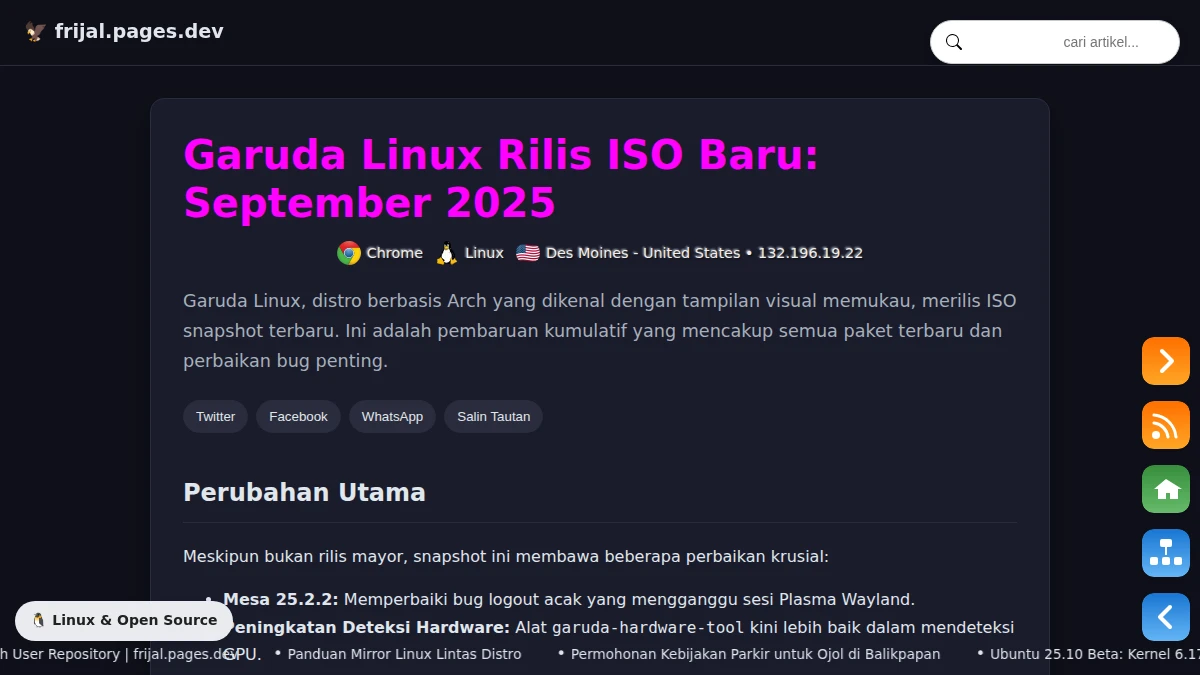 frijal.pages.dev
cari artikel...
Garuda Linux Rilis ISO Baru:
September 2025
Chrome Linux Des Moines - United States • 132.196.19.22
Garuda Linux, distro berbasis Arch yang dikenal dengan tampilan visual memukau, merilis ISO
snapshot terbaru. Ini adalah pembaruan kumulatif yang mencakup semua paket terbaru dan
perbaikan bug penting.
Twitter Facebook WhatsApp Salin Tautan
Perubahan Utama
Meskipun bukan rilis mayor, snapshot ini membawa beberapa perbaikan krusial:
• Mesa 25.2.2: Memperbaiki bug logout acak yang mengganggu sesi Plasma Wayland.
Peningkatan Deteksi Hardware: Alat garuda-hardware-tool kini lebih baik dalam mendeteksi
GPU.
Linux & Open Source
h User Repository | frijal.pages.dev • Panduan Mirror Linux Lintas Distro • Permohonan Kebijakan Parkir untuk Ojol di Balikpapan • Ubuntu 25.10 Beta: Kernel 6.17